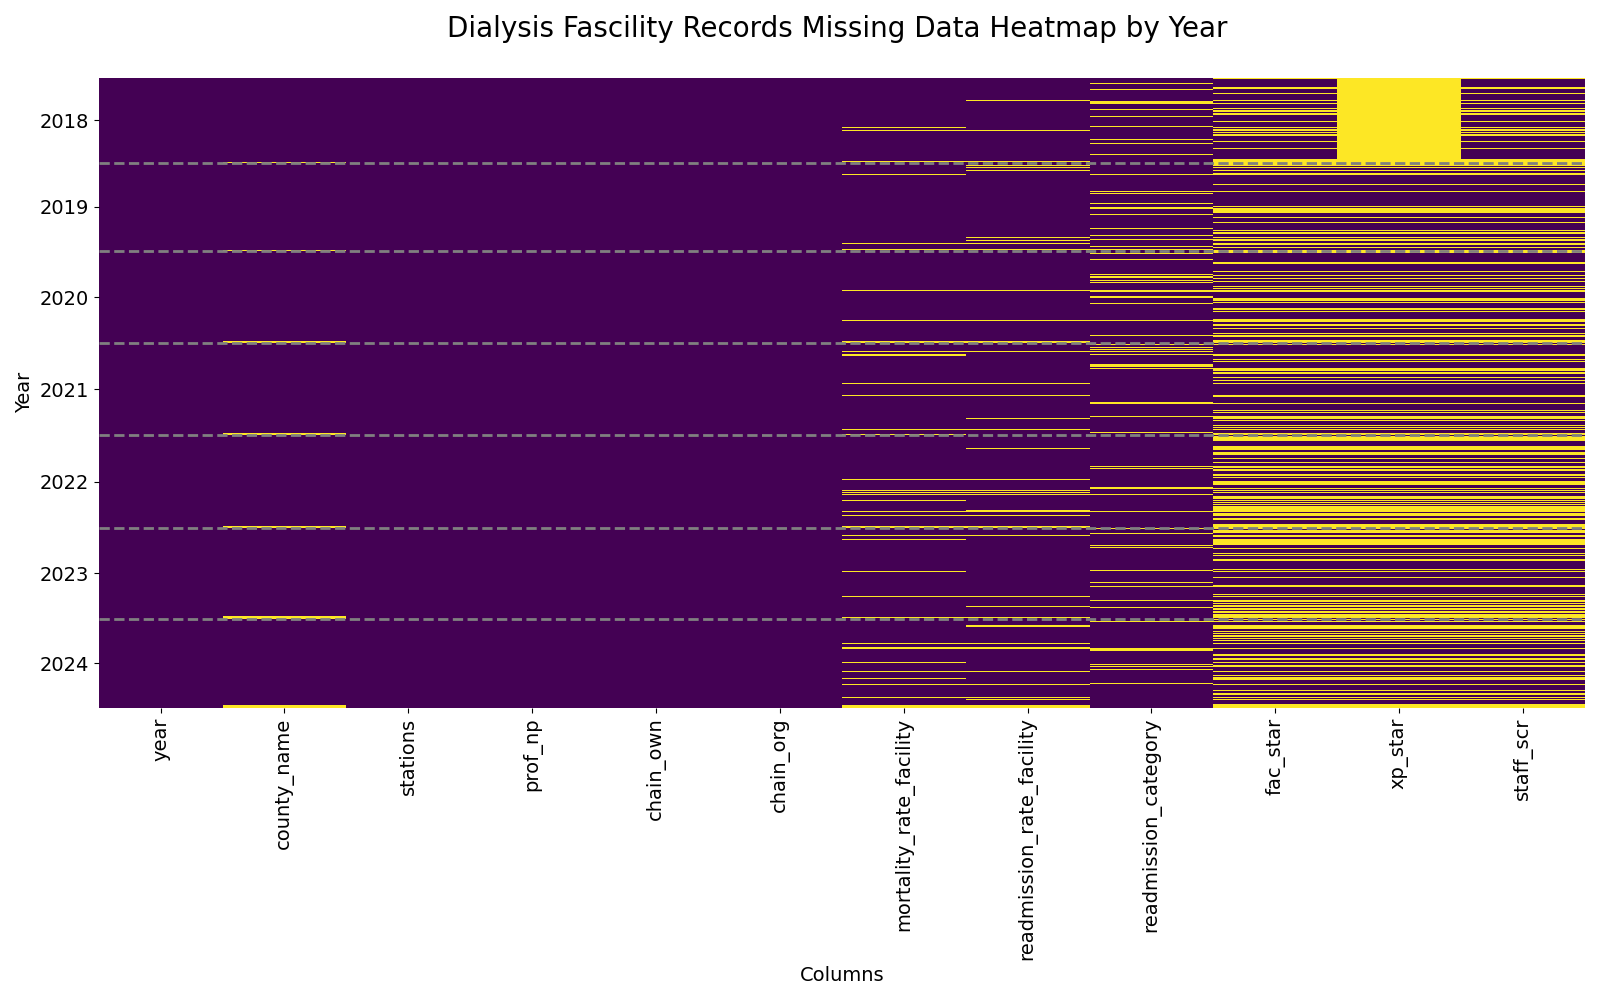 Dialysis Fascility Records Missing Data Heatmap by Year
Year
2018
2019
2020
2021
2022
2023
2024
year
county_name
stations
prof_np
chain_own
chain_org
mortality_rate_facility
readmission_rate_facility
readmission_category
fac_star
xp_star
staff_scr
Columns